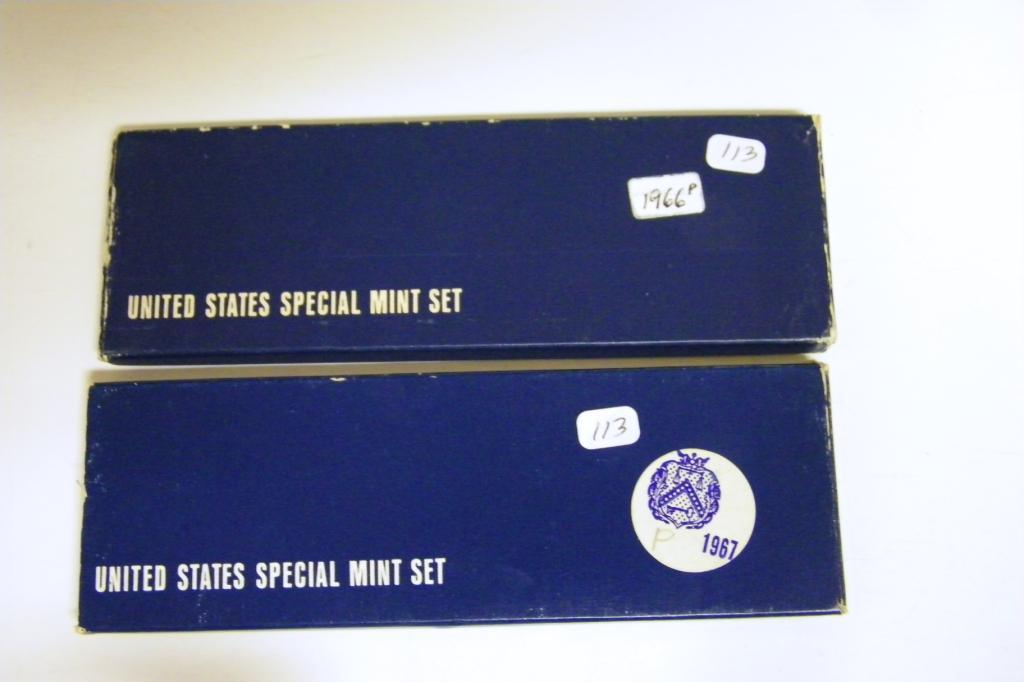 113
1966P
UNITED STATES SPECIAL MINT SET
113
P
1967
UNITED STATES SPECIAL MINT SET